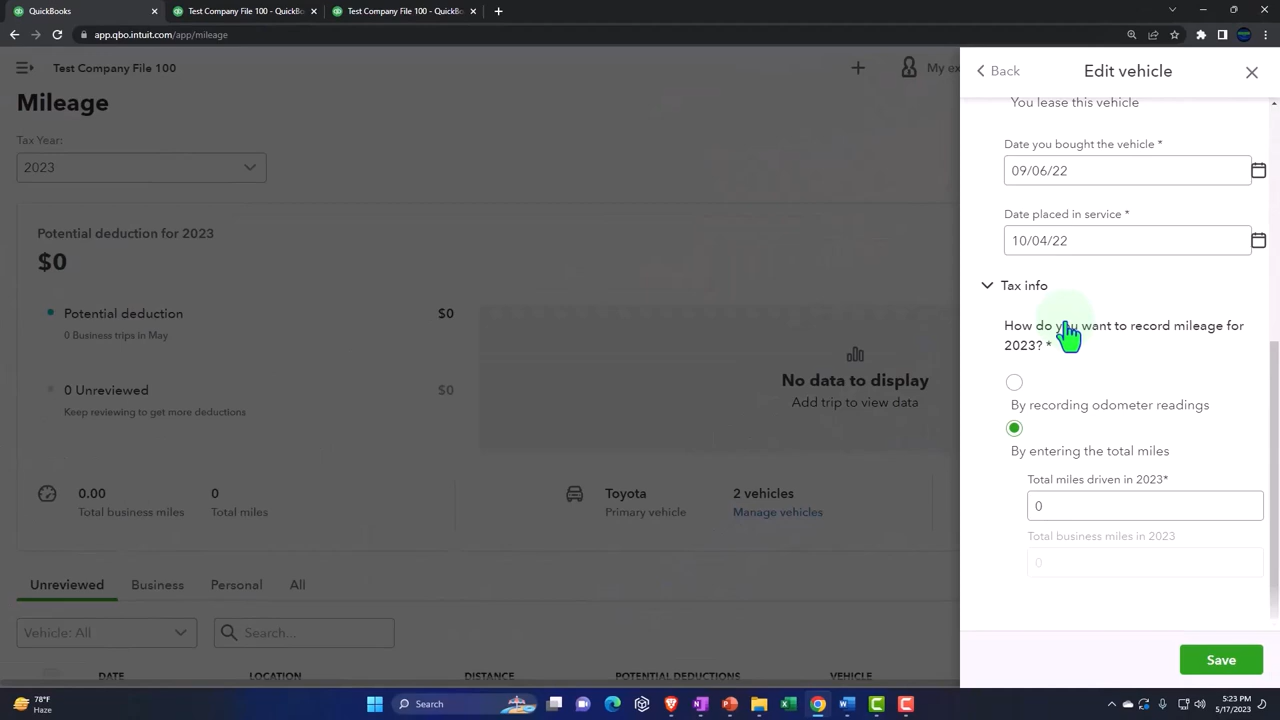 QuickBooks
Test Company File 100 - QuickBo
Test Company File 100 - QuickBo
app.qbo.intuit.com/app/mileage
Test Company File 100
My ex
Mileage
Tax Year:
2023
Potential deduction for 2023
$0
Potential deduction
$0
0 Business trips in May
0 Unreviewed
$0
Keep reviewing to get more deductions
No data to display
Add trip to view data
0.00
Total business miles
0
Total miles
Toyota
Primary vehicle
2 vehicles
Manage vehicles
Unreviewed
Business
Personal
All
Vehicle: All
Search...
DATE
LOCATION
DISTANCE
POTENTIAL DEDUCTIONS
VEHICLE
Back
Edit vehicle
You lease this vehicle
Date you bought the vehicle *
09/06/22
Date placed in service *
10/04/22
Tax info
How do you want to record mileage for
2023? *
By recording odometer readings
By entering the total miles
Total miles driven in 2023*
0
Total business miles in 2023
0
Save
78°F
Haze
Search
5:23 PM
5/17/2023